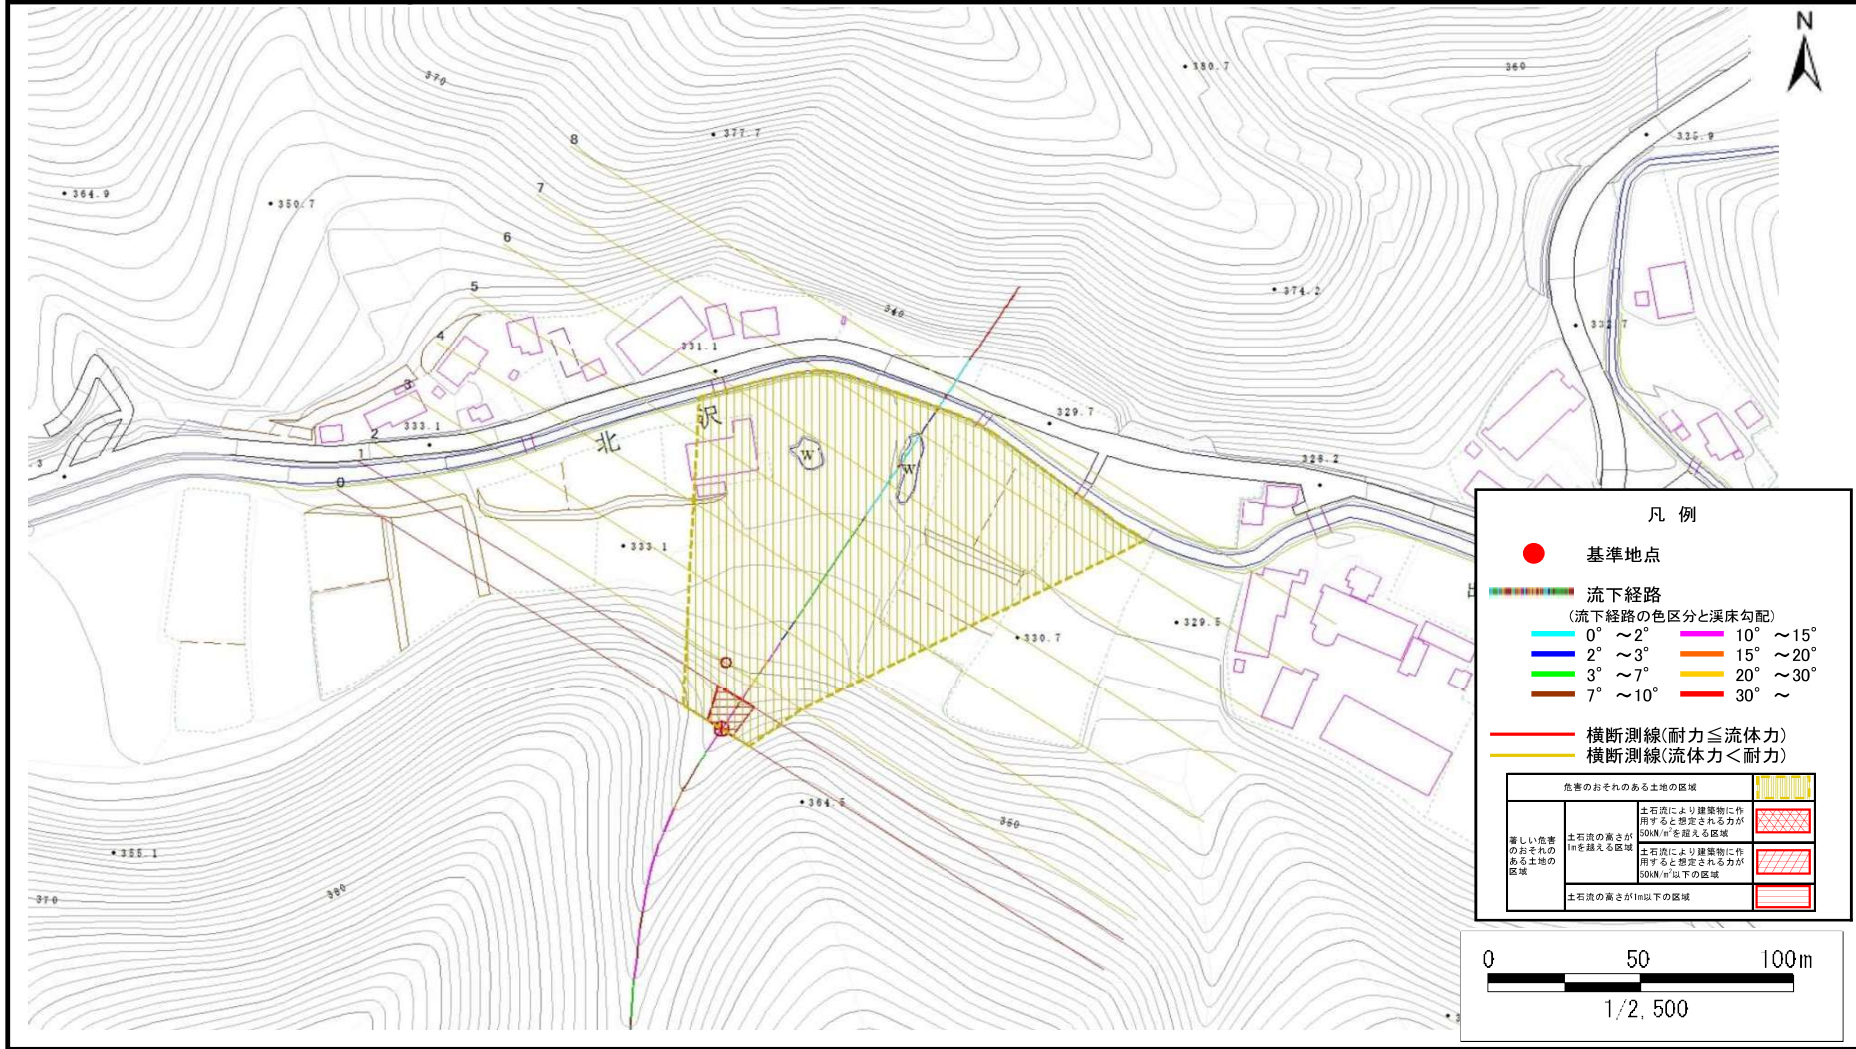 N
370
380.7
360
377.7
335.9
8
364.9
350.7
7
6
5
374.2
340
4
331.1
3
333.1
2
北
沢
329.7
1
0
W
W
328.2
333.1
330.7
329.5
364.5
350
355.1
380
370
凡 例
基準地点
流下経路
(流下経路の色区分と渓床勾配)
0° ~2° 10° ~15°
2° ~3° 15° ~20°
3° ~7° 20° ~30°
7° ~10° 30° ~
横断測線(耐力≦流体力)
横断測線(流体力<耐力)
危害のおそれのある土地の区域
著しい危害
のおそれの
ある土地の
区域
土石流の高さが
1mを越える区域
土石流により建築物に作
用すると想定される力が
50kN/m²を超える区域
土石流により建築物に作
用すると想定される力が
50kN/m²以下の区域
土石流の高さが1m以下の区域
0 50 100m
1/2,500